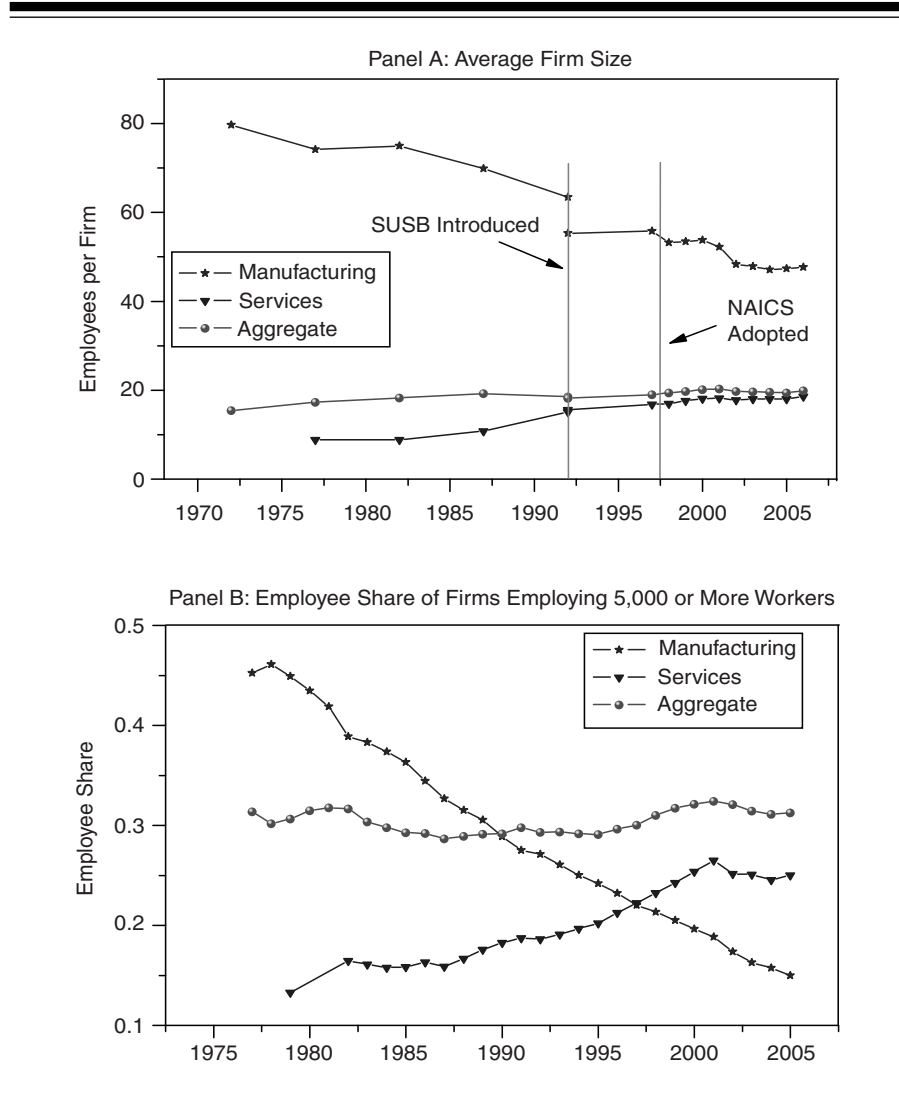 Panel A: Average Firm Size
80
60
40
20
0
Employees per Firm
SUSB Introduced
Manufacturing
Services
Aggregate
NAICS
Adopted
1970 1975 1980 1985 1990 1995 2000 2005
Panel B: Employee Share of Firms Employing 5,000 or More Workers
0.5
0.4
0.3
0.2
0.1
Employee Share
Manufacturing
Services
Aggregate
1975 1980 1985 1990 1995 2000 2005